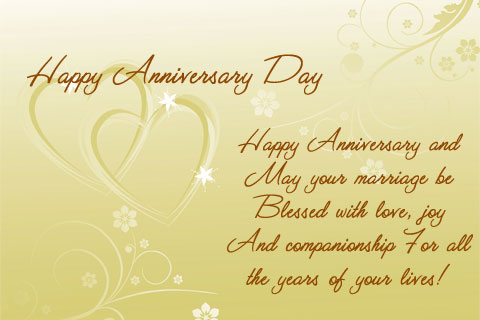 Happy Anniversary Day
Happy Anniversary and
May your marriage be
Blessed with love, joy
And companionship For all
the years of your lives!